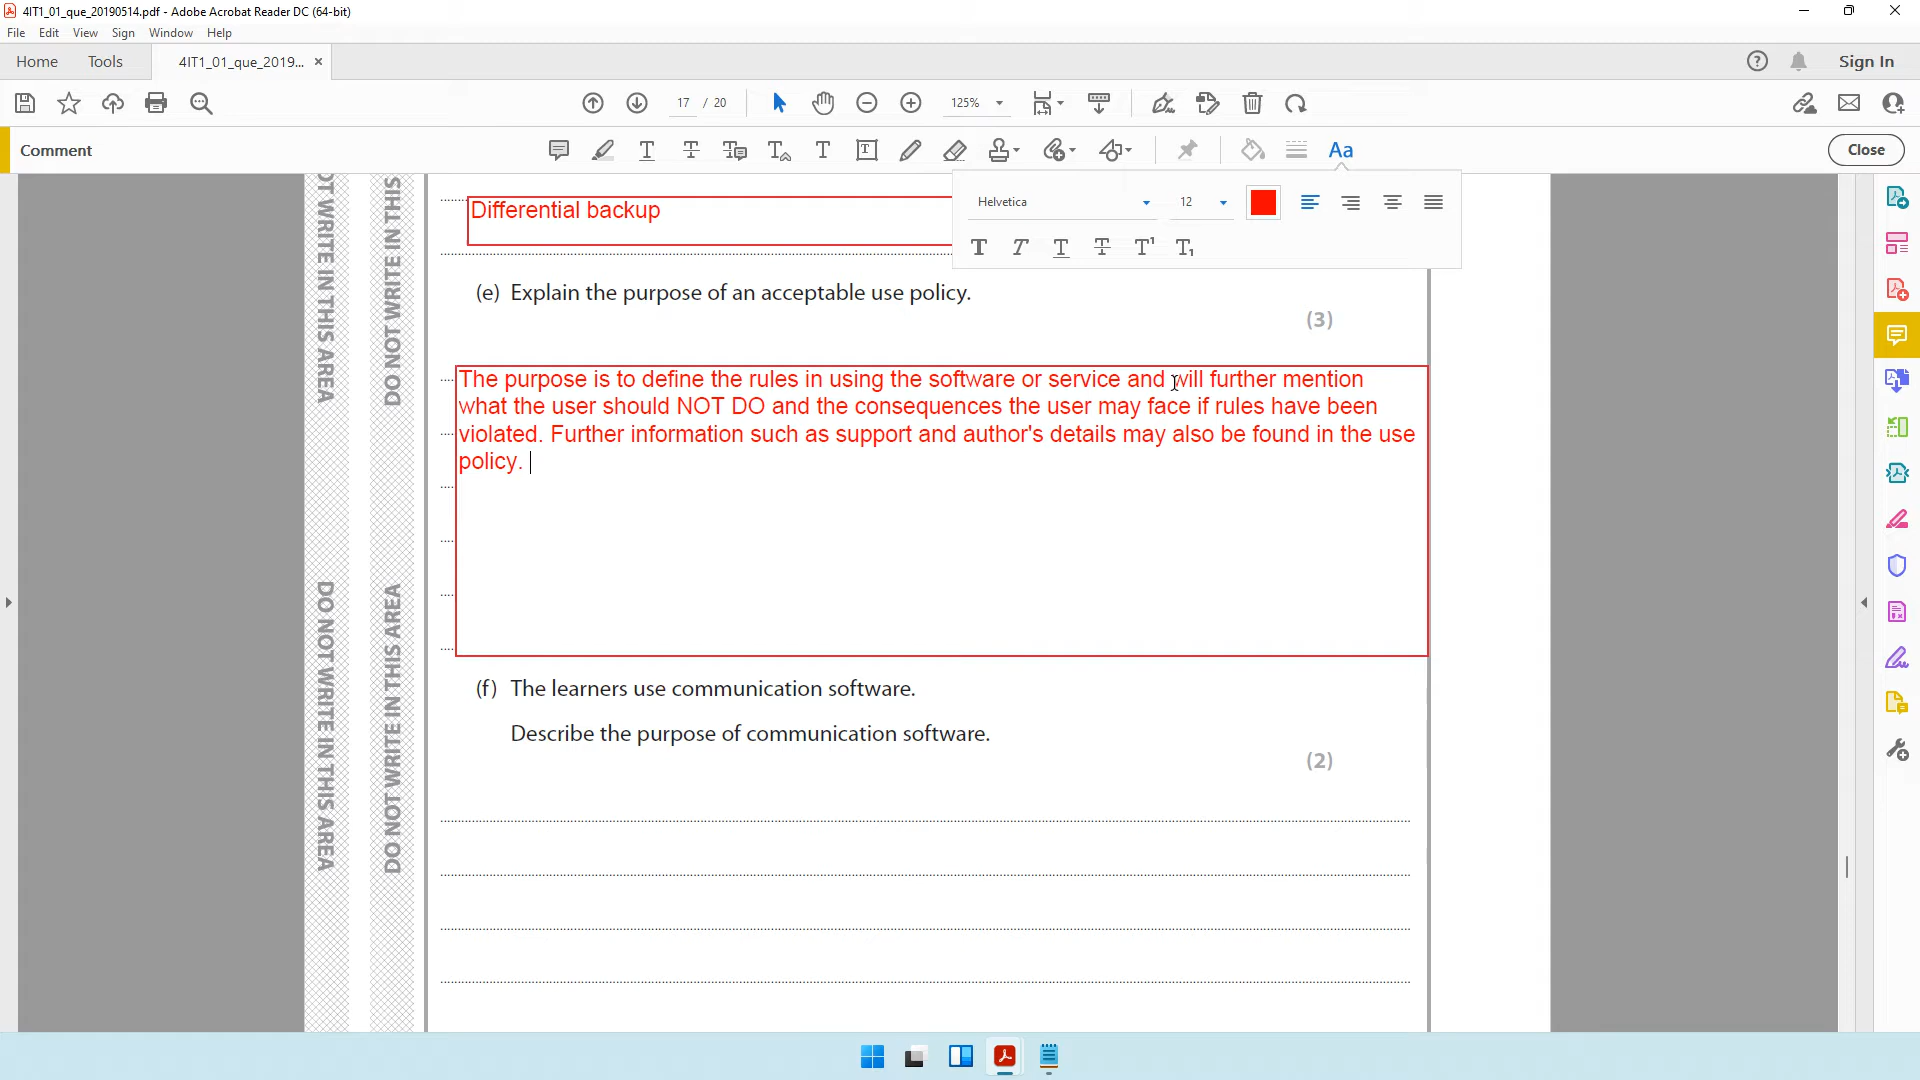 4IT1_01_que_20190514.pdf - Adobe Acrobat Reader DC (64-bit)
File Edit View Sign Window Help
Home Tools 4IT1_01_que_2019... × Sign In
17 / 20 125%
Comment Close
Helvetica 12
Differential backup
(e) Explain the purpose of an acceptable use policy.
(3)
The purpose is to define the rules in using the software or service and will further mention
what the user should NOT DO and the consequences the user may face if rules have been
violated. Further information such as support and author's details may also be found in the use
policy.
(f) The learners use communication software.
Describe the purpose of communication software.
(2)
OT WRITE IN THIS AREA
DO NOT WRITE IN THIS
DO NOT WRITE IN THIS AREA
DO NOT WRITE IN THIS AREA